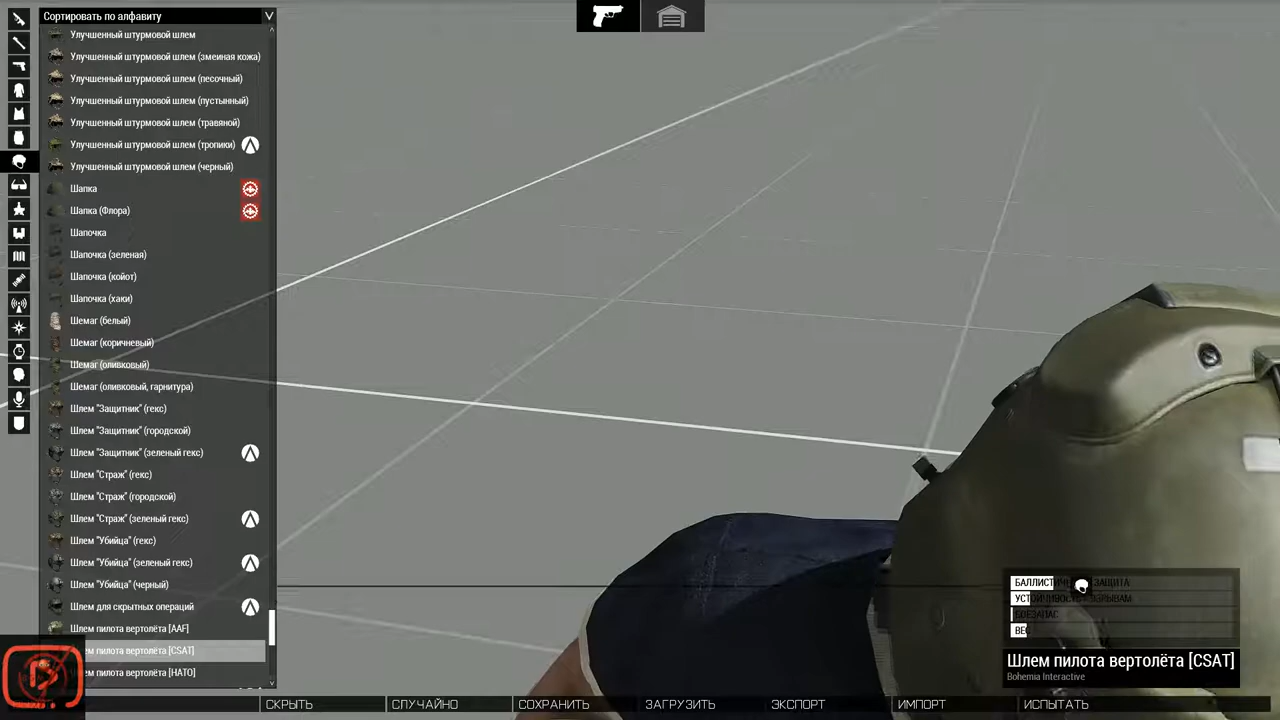 Сортировать по алфавиту
Улучшенный штурмовой шлем
Улучшенный штурмовой шлем (змеиная кожа)
Улучшенный штурмовой шлем (песочный)
Улучшенный штурмовой шлем (пустынный)
Улучшенный штурмовой шлем (травяной)
Улучшенный штурмовой шлем (тропики)
Улучшенный штурмовой шлем (черный)
Шапка
Шапка (Флора)
Шапочка
Шапочка (зеленая)
Шапочка (койот)
Шапочка (хаки)
Шемаг (белый)
Шемаг (коричневый)
Шемаг (оливковый)
Шемаг (оливковый, гарнитура)
Шлем "Защитник" (гекс)
Шлем "Защитник" (городской)
Шлем "Защитник" (зеленый гекс)
Шлем "Страж" (гекс)
Шлем "Страж" (городской)
Шлем "Страж" (зеленый гекс)
Шлем "Убийца" (гекс)
Шлем "Убийца" (зеленый гекс)
Шлем "Убийца" (черный)
Шлем для скрытных операций
Шлем пилота вертолёта [AAF]
лем пилота вертолёта [CSAT]
ем пилота вертолёта [НАТО]
ЗАЩИТА
УСТОЙЧИВОСТЬ К ВЗРЫВАМ
БОЕЗАПАС
ВЕС
Шлем пилота вертолёта [CSAT]
Bohemia Interactive
СКРЫТЬ
СЛУЧАЙНО
СОХРАНИТЬ
ЗАГРУЗИТЬ
ЭКСПОРТ
ИМПОРТ
ИСПЫТАТЬ